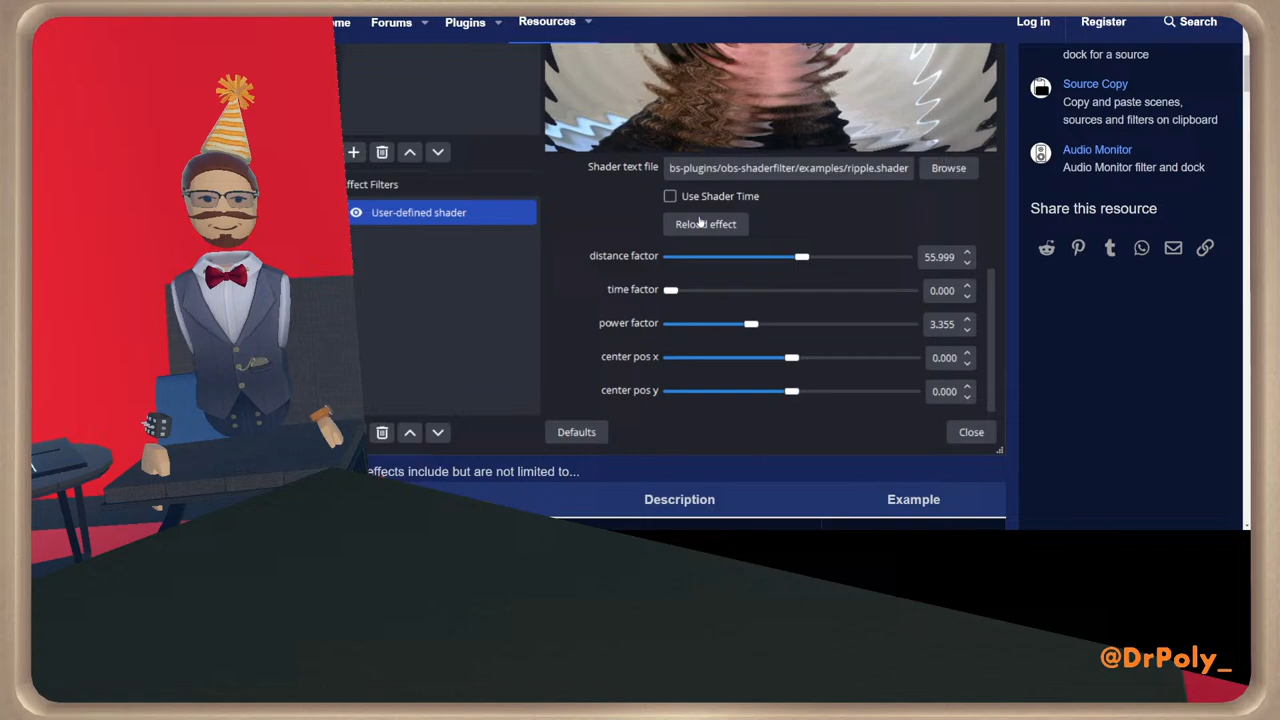 ome Forums Plugins Resources Log in Register Search
dock for a source
Source Copy
Copy and paste scenes,
sources and filters on clipboard
Audio Monitor
Audio Monitor filter and dock
Share this resource
Shader text file bs-plugins/obs-shaderfilter/examples/ripple.shader Browse
Use Shader Time
ffect Filters
User-defined shader
Reload effect
distance factor 55.999
time factor 0.000
power factor 3.355
center pos x 0.000
center pos y 0.000
Defaults Close
effects include but are not limited to...
Description Example
@DrPoly_